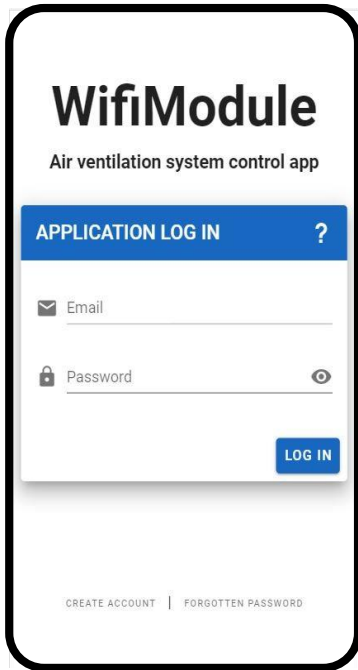 WifiModule
Air ventilation system control app
APPLICATION LOG IN ?
Email
Password
LOG IN
CREATE ACCOUNT | FORGOTTEN PASSWORD